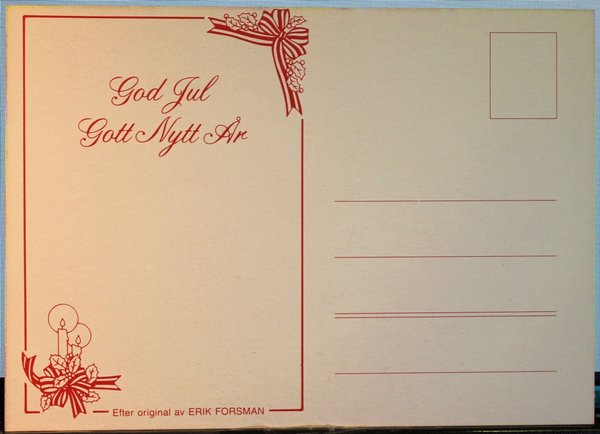 God Jul
Gott Nytt År
Efter original av ERIK FORSMAN